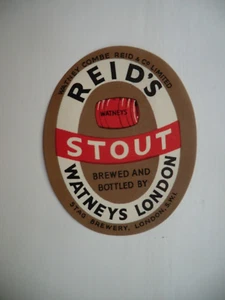 WATNEY, COMBE, REID & CO. LIMITED.
REID'S
WATNEYS
STOUT
BREWED AND
BOTTLED BY
WATNEYS LONDON
STAG BREWERY, LONDON, S.W.1.